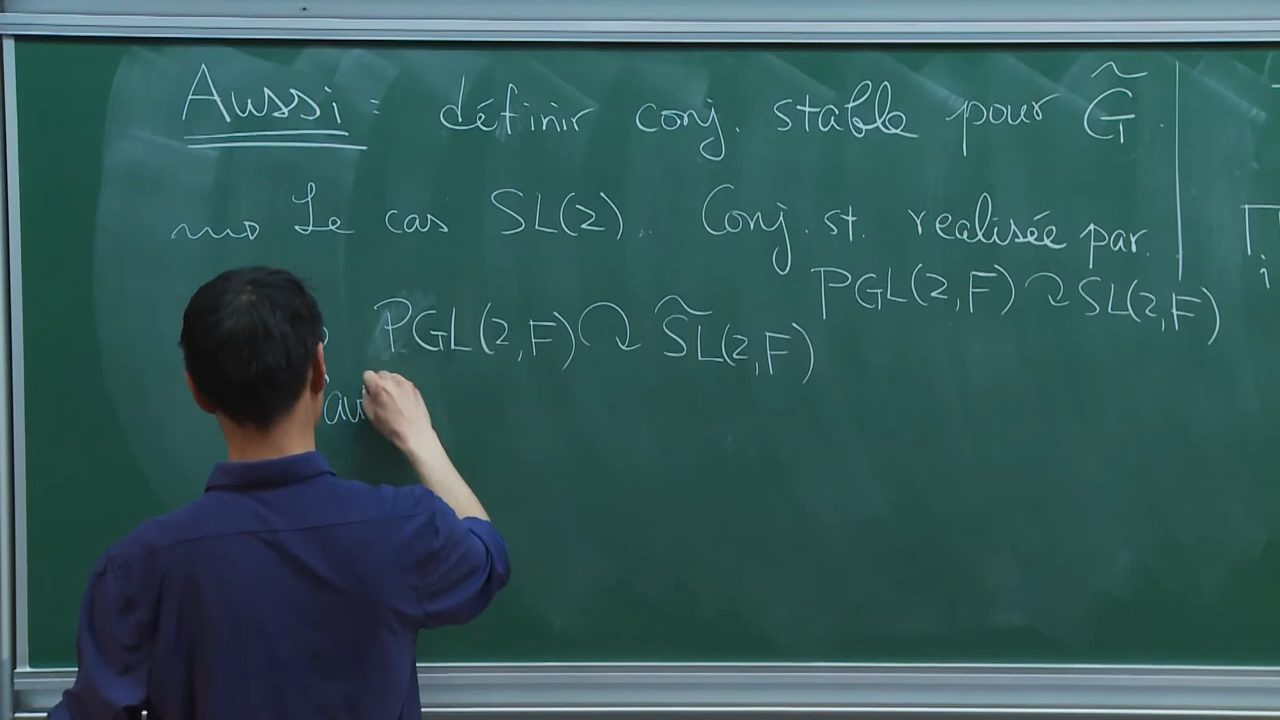 Aussi : définir conj. stable pour G̃.
⇝ Le cas SL(2). Conj. st. realisée par
PGL(2,F) ↷ SL(2,F)
PGL(2,F) ↷ S̃L(2,F)
Γ
i